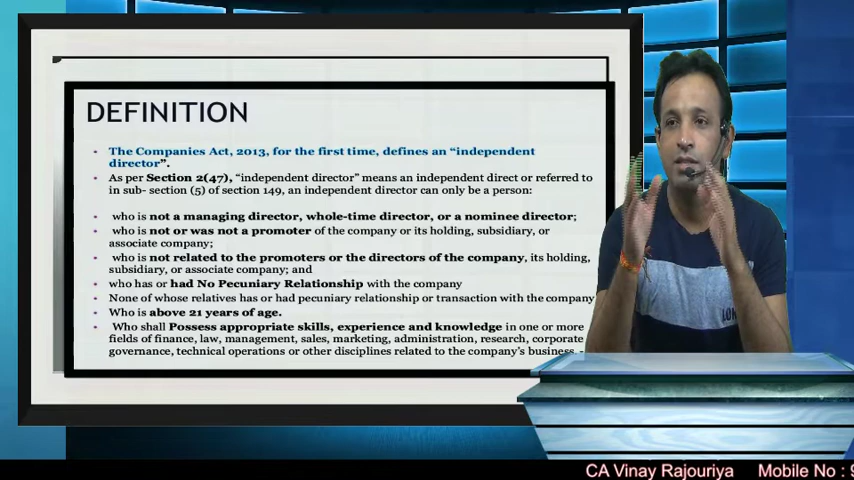 DEFINITION
• The Companies Act, 2013, for the first time, defines an “independent
director”.
• As per Section 2(47), “independent director” means an independent direct or referred to
in sub- section (5) of section 149, an independent director can only be a person:
• who is not a managing director, whole-time director, or a nominee director;
• who is not or was not a promoter of the company or its holding, subsidiary, or
associate company;
• who is not related to the promoters or the directors of the company, its holding,
subsidiary, or associate company; and
• who has or had No Pecuniary Relationship with the company
• None of whose relatives has or had pecuniary relationship or transaction with the company
• Who is above 21 years of age.
• Who shall Possess appropriate skills, experience and knowledge in one or more
fields of finance, law, management, sales, marketing, administration, research, corporate
governance, technical operations or other disciplines related to the company's business.
CA Vinay Rajouriya Mobile No : 9